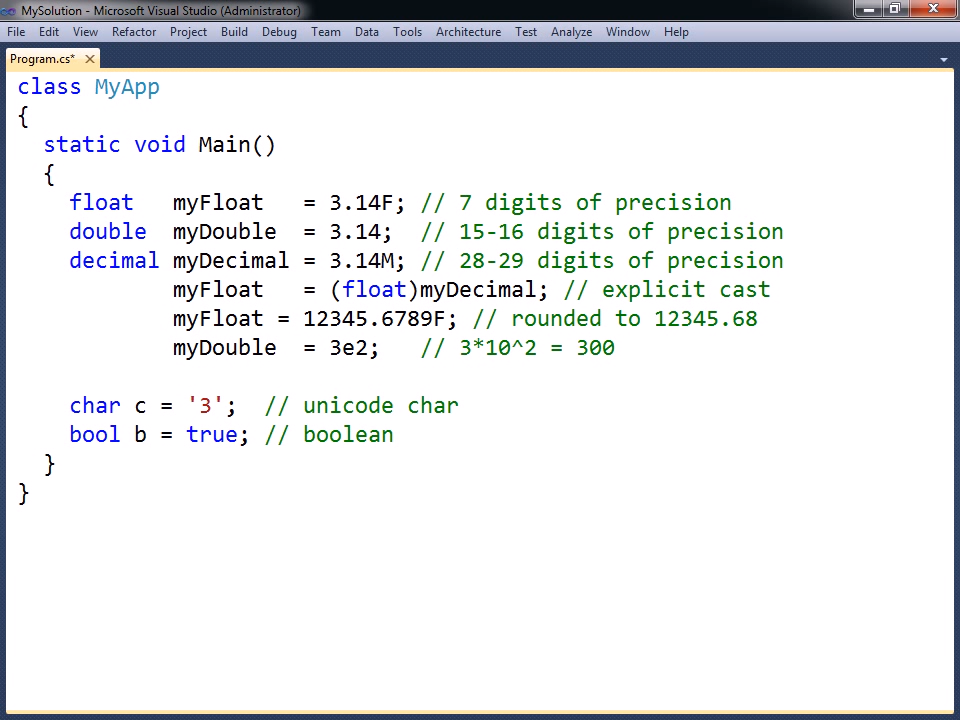 MySolution - Microsoft Visual Studio (Administrator)
File Edit View Refactor Project Build Debug Team Data Tools Architecture Test Analyze Window Help
Program.cs*
class MyApp
{
  static void Main()
  {
    float   myFloat   = 3.14F; // 7 digits of precision
    double  myDouble  = 3.14;  // 15-16 digits of precision
    decimal myDecimal = 3.14M; // 28-29 digits of precision
            myFloat   = (float)myDecimal; // explicit cast
            myFloat = 12345.6789F; // rounded to 12345.68
            myDouble  = 3e2;   // 3*10^2 = 300

    char c = '3';  // unicode char
    bool b = true; // boolean
  }
}